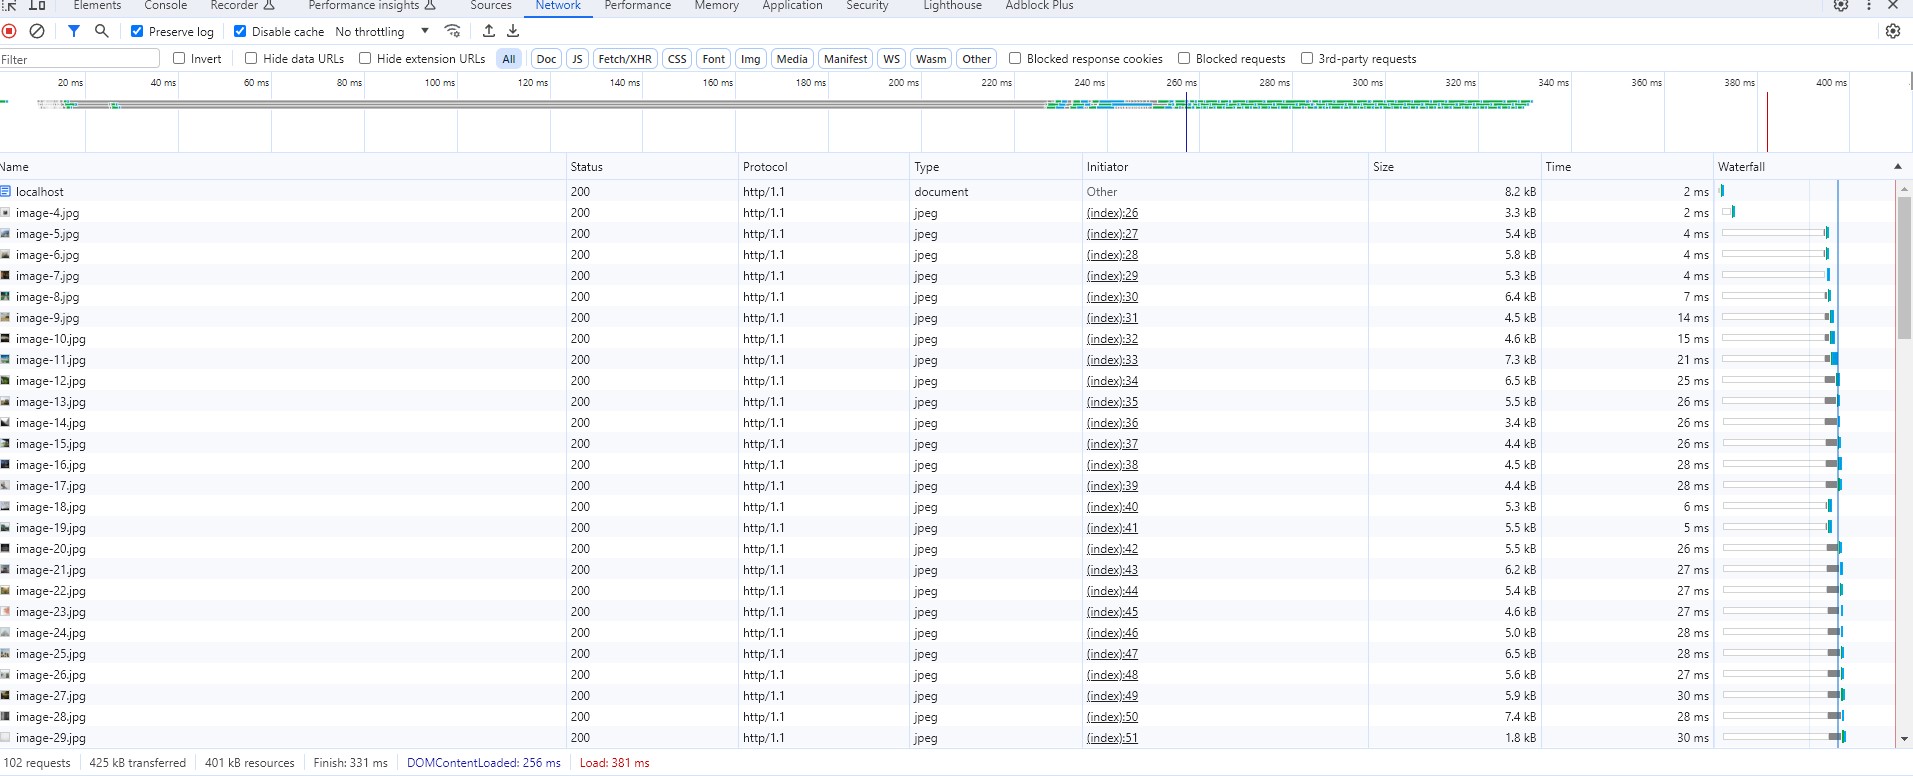 Elements Console Recorder Performance insights Sources Network Performance Memory Application Security Lighthouse Adblock Plus
Preserve log Disable cache No throttling
Filter Invert Hide data URLs Hide extension URLs All Doc JS Fetch/XHR CSS Font Img Media Manifest WS Wasm Other Blocked response cookies Blocked requests 3rd-party requests
20 ms 40 ms 60 ms 80 ms 100 ms 120 ms 140 ms 160 ms 180 ms 200 ms 220 ms 240 ms 260 ms 280 ms 300 ms 320 ms 340 ms 360 ms 380 ms 400 ms
Name Status Protocol Type Initiator Size Time Waterfall
localhost 200 http/1.1 document Other 8.2 kB 2 ms
image-4.jpg 200 http/1.1 jpeg (index):26 3.3 kB 2 ms
image-5.jpg 200 http/1.1 jpeg (index):27 5.4 kB 4 ms
image-6.jpg 200 http/1.1 jpeg (index):28 5.8 kB 4 ms
image-7.jpg 200 http/1.1 jpeg (index):29 5.3 kB 4 ms
image-8.jpg 200 http/1.1 jpeg (index):30 6.4 kB 7 ms
image-9.jpg 200 http/1.1 jpeg (index):31 4.5 kB 14 ms
image-10.jpg 200 http/1.1 jpeg (index):32 4.6 kB 15 ms
image-11.jpg 200 http/1.1 jpeg (index):33 7.3 kB 21 ms
image-12.jpg 200 http/1.1 jpeg (index):34 6.5 kB 25 ms
image-13.jpg 200 http/1.1 jpeg (index):35 5.5 kB 26 ms
image-14.jpg 200 http/1.1 jpeg (index):36 3.4 kB 26 ms
image-15.jpg 200 http/1.1 jpeg (index):37 4.4 kB 26 ms
image-16.jpg 200 http/1.1 jpeg (index):38 4.5 kB 28 ms
image-17.jpg 200 http/1.1 jpeg (index):39 4.4 kB 28 ms
image-18.jpg 200 http/1.1 jpeg (index):40 5.3 kB 6 ms
image-19.jpg 200 http/1.1 jpeg (index):41 5.5 kB 5 ms
image-20.jpg 200 http/1.1 jpeg (index):42 5.5 kB 26 ms
image-21.jpg 200 http/1.1 jpeg (index):43 6.2 kB 27 ms
image-22.jpg 200 http/1.1 jpeg (index):44 5.4 kB 27 ms
image-23.jpg 200 http/1.1 jpeg (index):45 4.6 kB 27 ms
image-24.jpg 200 http/1.1 jpeg (index):46 5.0 kB 28 ms
image-25.jpg 200 http/1.1 jpeg (index):47 6.5 kB 28 ms
image-26.jpg 200 http/1.1 jpeg (index):48 5.6 kB 27 ms
image-27.jpg 200 http/1.1 jpeg (index):49 5.9 kB 30 ms
image-28.jpg 200 http/1.1 jpeg (index):50 7.4 kB 28 ms
image-29.jpg 200 http/1.1 jpeg (index):51 1.8 kB 30 ms
102 requests 425 kB transferred 401 kB resources Finish: 331 ms DOMContentLoaded: 256 ms Load: 381 ms